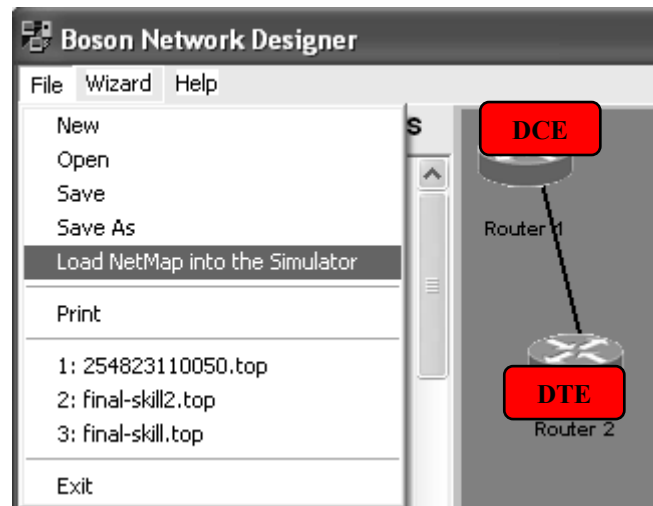 Boson Network Designer
File Wizard Help
New
Open
Save
Save As
Load NetMap into the Simulator
Print
1: 254823110050.top
2: final-skill2.top
3: final-skill.top
Exit
s
DCE
Router 1
DTE
Router 2